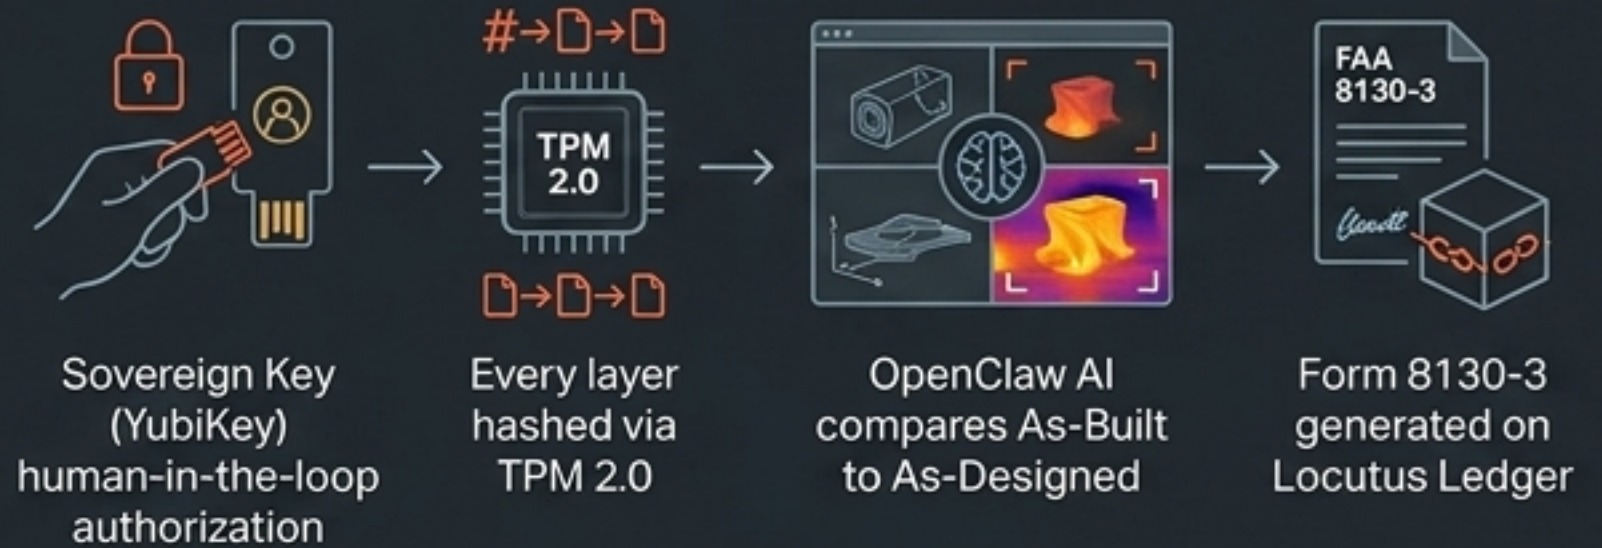 #
TPM
2.0
FAA
8130-3
Sovereign Key
(YubiKey)
human-in-the-loop
authorization
Every layer
hashed via
TPM 2.0
OpenClaw AI
compares As-Built
to As-Designed
Form 8130-3
generated on
Locutus Ledger